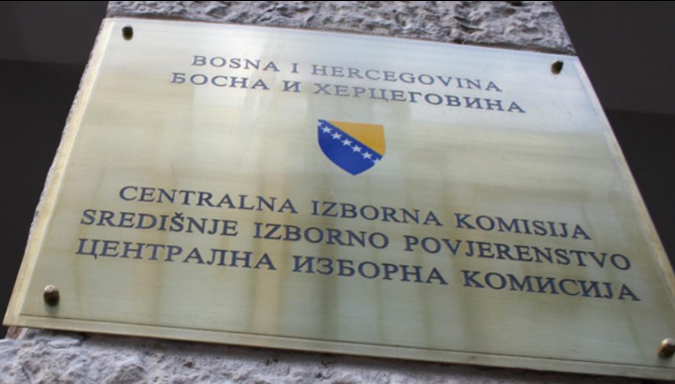 BOSNA I HERCEGOVINA
БОСНА И ХЕРЦЕГОВИНА
CENTRALNA IZBORNA KOMISIJA
SREDIŠNJE IZBORNO POVJERENSTVO
ЦЕНТРАЛНА ИЗБОРНА КОМИСИЈА